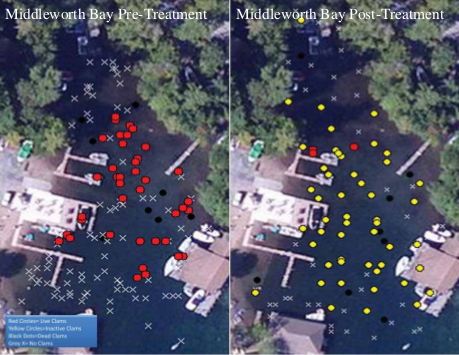 Middleworth Bay Pre-Treatment
Middleworth Bay Post-Treatment
Red Circles= Live Clams
Yellow Circles=Inactive Clams
Black Dots=Dead Clams
Grey X= No Clams